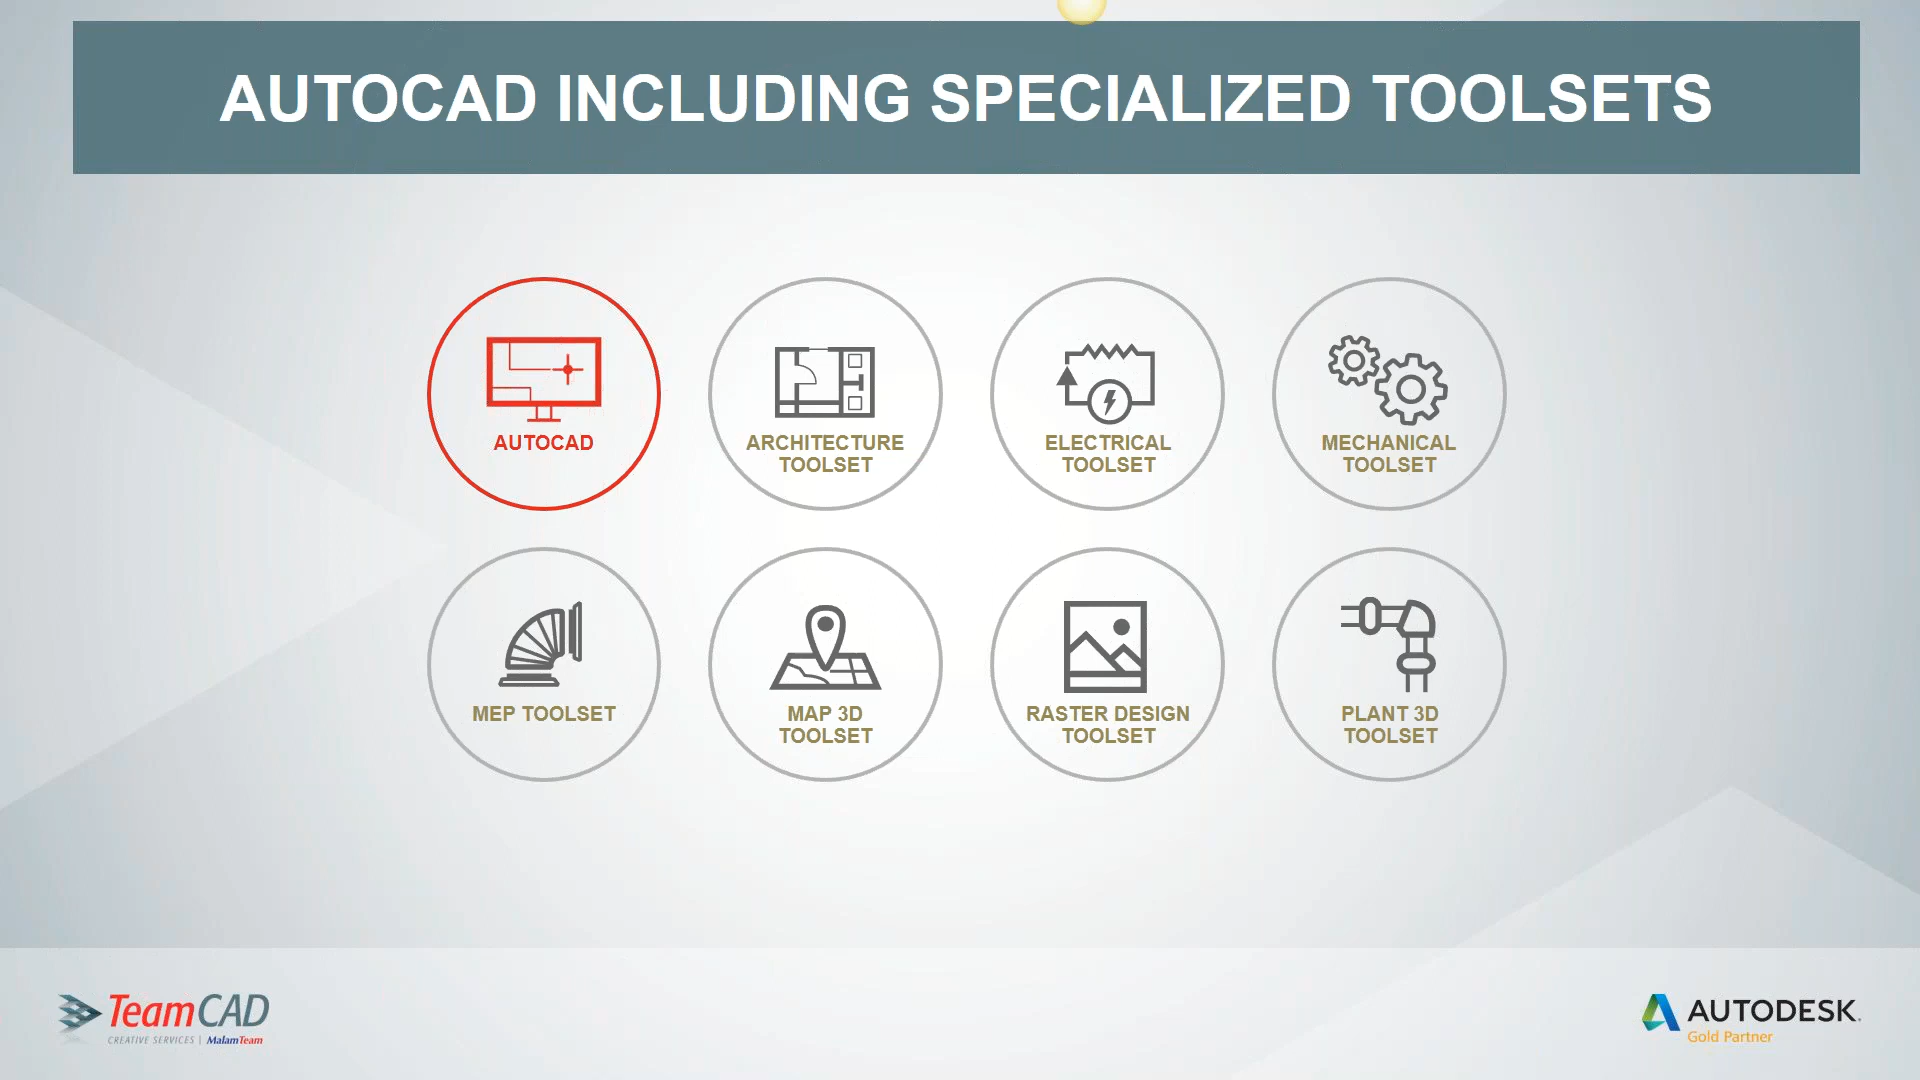 AUTOCAD INCLUDING SPECIALIZED TOOLSETS
AUTOCAD
ARCHITECTURE
TOOLSET
ELECTRICAL
TOOLSET
MECHANICAL
TOOLSET
MEP TOOLSET
MAP 3D
TOOLSET
RASTER DESIGN
TOOLSET
PLANT 3D
TOOLSET
TeamCAD
CREATIVE SERVICES | MalamTeam
AUTODESK.
Gold Partner